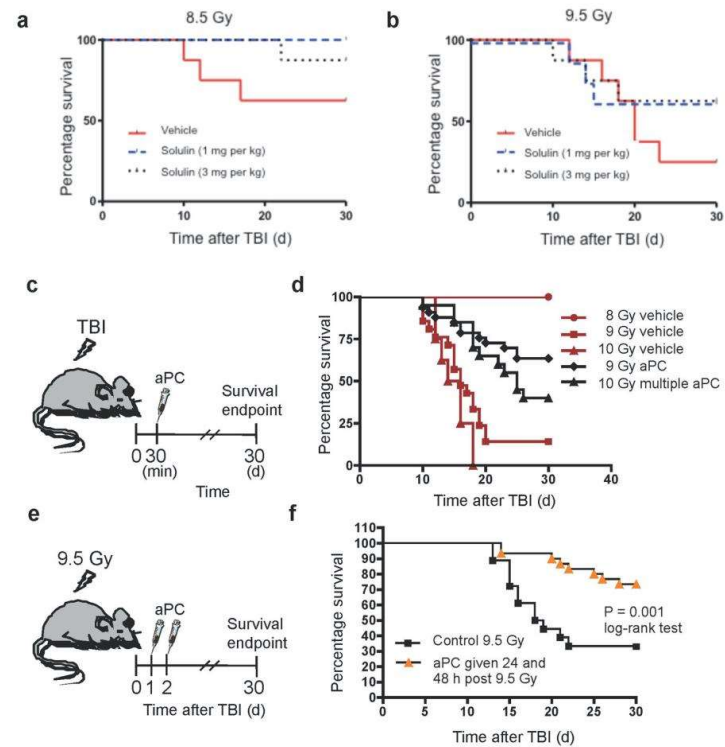 a
8.5 Gy
Percentage survival
100
50
0
Vehicle
Solulin (1 mg per kg)
Solulin (3 mg per kg)
0 10 20 30
Time after TBI (d)
b
9.5 Gy
Percentage survival
100
50
0
Vehicle
Solulin (1 mg per kg)
Solulin (3 mg per kg)
0 10 20 30
Time after TBI (d)
c
TBI
aPC
Survival
endpoint
0 30 30
(min) (d)
Time
d
Percentage survival
100
75
50
25
0
0 10 20 30 40
Time after TBI (d)
8 Gy vehicle
9 Gy vehicle
10 Gy vehicle
9 Gy aPC
10 Gy multiple aPC
e
9.5 Gy
aPC
Survival
endpoint
0 1 2 30
Time after TBI (d)
f
Percentage survival
110
100
90
80
70
60
50
40
30
20
10
0
P = 0.001
log-rank test
Control 9.5 Gy
aPC given 24 and
48 h post 9.5 Gy
0 5 10 15 20 25 30
Time after TBI (d)